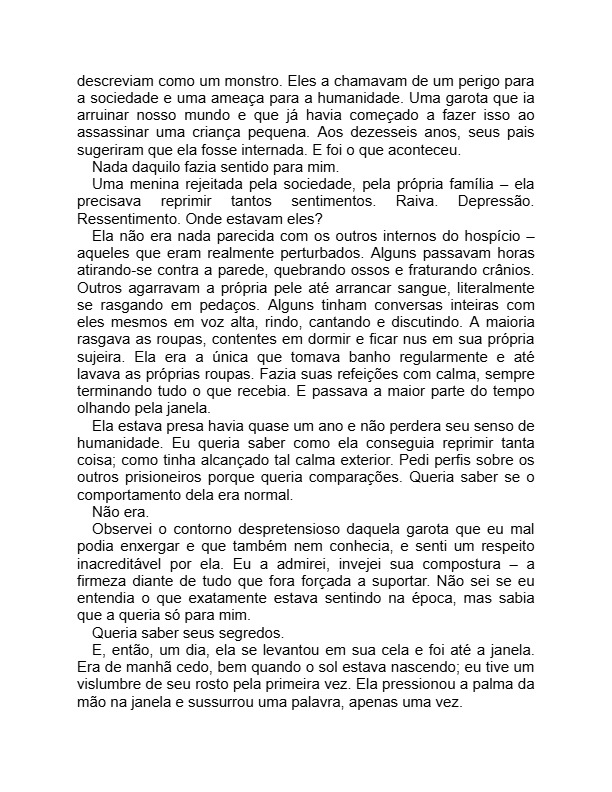 descreviam como um monstro. Eles a chamavam de um perigo para
a sociedade e uma ameaça para a humanidade. Uma garota que ia
arruinar nosso mundo e que já havia começado a fazer isso ao
assassinar uma criança pequena. Aos dezesseis anos, seus pais
sugeriram que ela fosse internada. E foi o que aconteceu.
Nada daquilo fazia sentido para mim.
Uma menina rejeitada pela sociedade, pela própria família – ela
precisava reprimir tantos sentimentos. Raiva. Depressão.
Ressentimento. Onde estavam eles?
Ela não era nada parecida com os outros internos do hospício –
aqueles que eram realmente perturbados. Alguns passavam horas
atirando-se contra a parede, quebrando ossos e fraturando crânios.
Outros agarravam a própria pele até arrancar sangue, literalmente
se rasgando em pedaços. Alguns tinham conversas inteiras com
eles mesmos em voz alta, rindo, cantando e discutindo. A maioria
rasgava as roupas, contentes em dormir e ficar nus em sua própria
sujeira. Ela era a única que tomava banho regularmente e até
lavava as próprias roupas. Fazia suas refeições com calma, sempre
terminando tudo o que recebia. E passava a maior parte do tempo
olhando pela janela.
Ela estava presa havia quase um ano e não perdera seu senso de
humanidade. Eu queria saber como ela conseguia reprimir tanta
coisa; como tinha alcançado tal calma exterior. Pedi perfis sobre os
outros prisioneiros porque queria comparações. Queria saber se o
comportamento dela era normal.
Não era.
Observei o contorno despretensioso daquela garota que eu mal
podia enxergar e que também nem conhecia, e senti um respeito
inacreditável por ela. Eu a admirei, invejei sua compostura – a
firmeza diante de tudo que fora forçada a suportar. Não sei se eu
entendia o que exatamente estava sentindo na época, mas sabia
que a queria só para mim.
Queria saber seus segredos.
E, então, um dia, ela se levantou em sua cela e foi até a janela.
Era de manhã cedo, bem quando o sol estava nascendo; eu tive um
vislumbre de seu rosto pela primeira vez. Ela pressionou a palma da
mão na janela e sussurrou uma palavra, apenas uma vez.